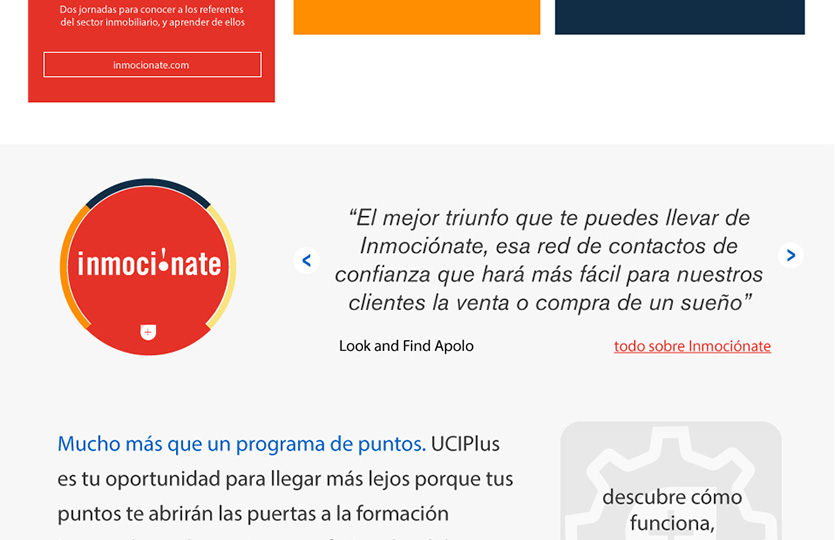 Dos jornadas para conocer a los referentes
del sector inmobiliario, y aprender de ellos
inmocionate.com
inmoci!nate
“El mejor triunfo que te puedes llevar de
Inmociónate, esa red de contactos de
confianza que hará más fácil para nuestros
clientes la venta o compra de un sueño”
Look and Find Apolo
todo sobre Inmociónate
Mucho más que un programa de puntos. UCIPlus
es tu oportunidad para llegar más lejos porque tus
puntos te abrirán las puertas a la formación
descubre cómo
funciona,